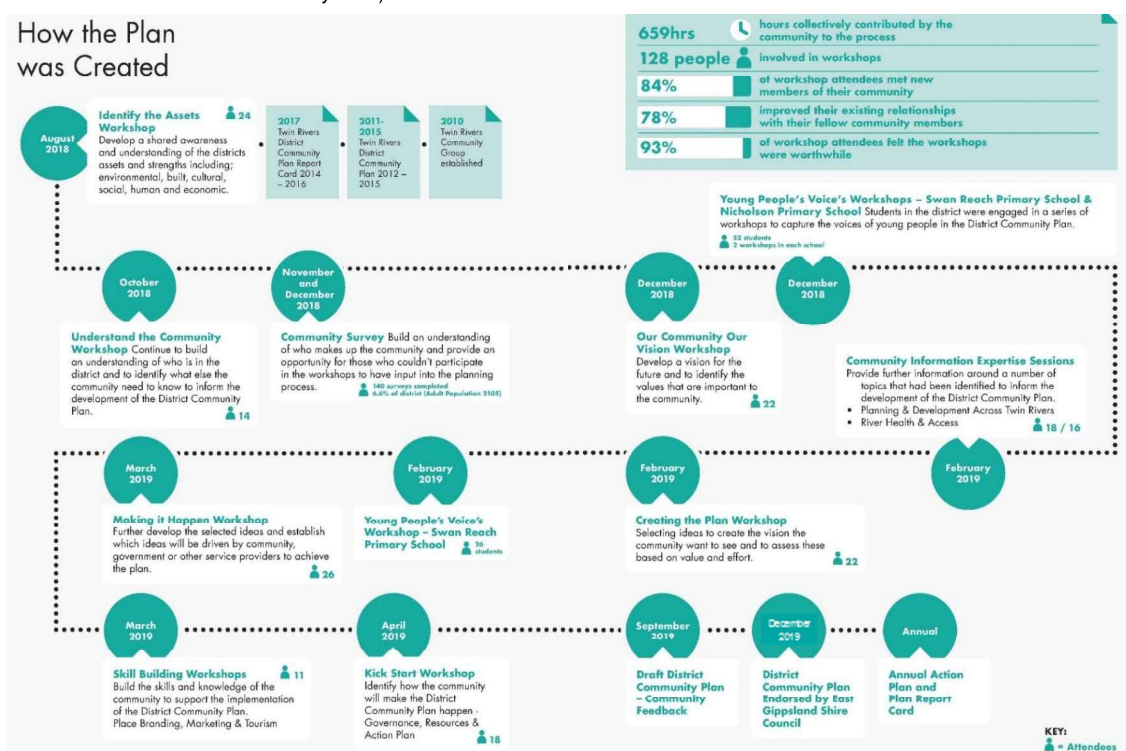 How the Plan
was Created
659hrs
hours collectively contributed by the
community to the process
128 people
involved in workshops
84%
of workshop attendees met new
members of their community
78%
improved their existing relationships
with their fellow community members
93%
of workshop attendees felt the workshops
were worthwhile
August
2018
Identify the Assets
Workshop
24
Develop a shared awareness
and understanding of the districts
assets and strengths including;
environmental, built, cultural,
social, human and economic.
2017
Twin Rivers
District
Community
Plan Report
Card 2014
– 2016
2011-
2015
Twin Rivers
District
Community
Plan 2012 –
2015
2010
Twin Rivers
Community
Group
established
Young People's Voice's Workshops – Swan Reach Primary School &
Nicholson Primary School Students in the district were engaged in a series of
workshops to capture the voices of young people in the District Community Plan.
52 students
2 workshops in each school
October
2018
Understand the Community
Workshop Continue to build
an understanding of who is in the
district and to identify what else the
community need to know to inform the
development of the District Community
Plan.
14
November
and
December
2018
Community Survey Build an understanding
of who makes up the community and provide an
opportunity for those who couldn't participate
in the workshops to have input into the planning
process.
140 surveys completed
6.6% of district (Adult Population 2105)
December
2018
Our Community Our
Vision Workshop
Develop a vision for the
future and to identify the
values that are important to
the community.
22
December
2018
Community Information Expertise Sessions
Provide further information around a number of
topics that had been identified to inform the
development of the District Community Plan.
• Planning & Development Across Twin Rivers
• River Health & Access
18 / 16
March
2019
Making it Happen Workshop
Further develop the selected ideas and establish
which ideas will be driven by community,
government or other service providers to achieve
the plan.
26
February
2019
Young People's Voice's
Workshop – Swan Reach
Primary School
26
students
February
2019
Creating the Plan Workshop
Selecting ideas to create the vision the
community want to see and to assess these
based on value and effort.
22
February
2019
March
2019
Skill Building Workshops
11
Build the skills and knowledge of the
community to support the implementation
of the District Community Plan.
Place Branding, Marketing & Tourism
April
2019
Kick Start Workshop
Identify how the community
will make the District
Community Plan happen -
Governance, Resources &
Action Plan
18
September
2019
Draft District
Community Plan
– Community
Feedback
December
2019
District
Community Plan
Endorsed by East
Gippsland Shire
Council
Annual
Annual Action
Plan and
Plan Report
Card
KEY:
= Attendees